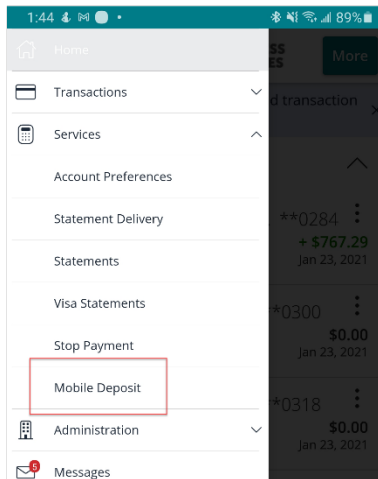 1:44
89%
Home
SS
ES
More
Transactions
d transaction
Services
Account Preferences
Statement Delivery
**0284
+ $767.29
Statements
Jan 23, 2021
Visa Statements
*0300
Stop Payment
$0.00
Jan 23, 2021
Mobile Deposit
*0318
Administration
$0.00
Jan 23, 2021
5
Messages